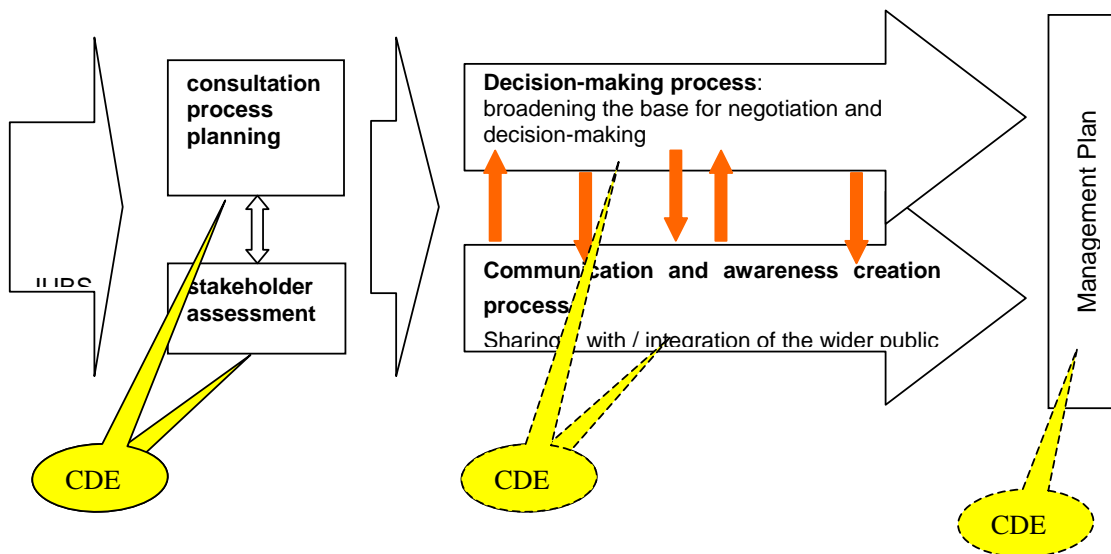 consultation
process
planning
stakeholder
assessment
Decision-making process:
broadening the base for negotiation and
decision-making
Communication and awareness creation
process
Sharing with / integration of the wider public
Management Plan
CDE
CDE
CDE